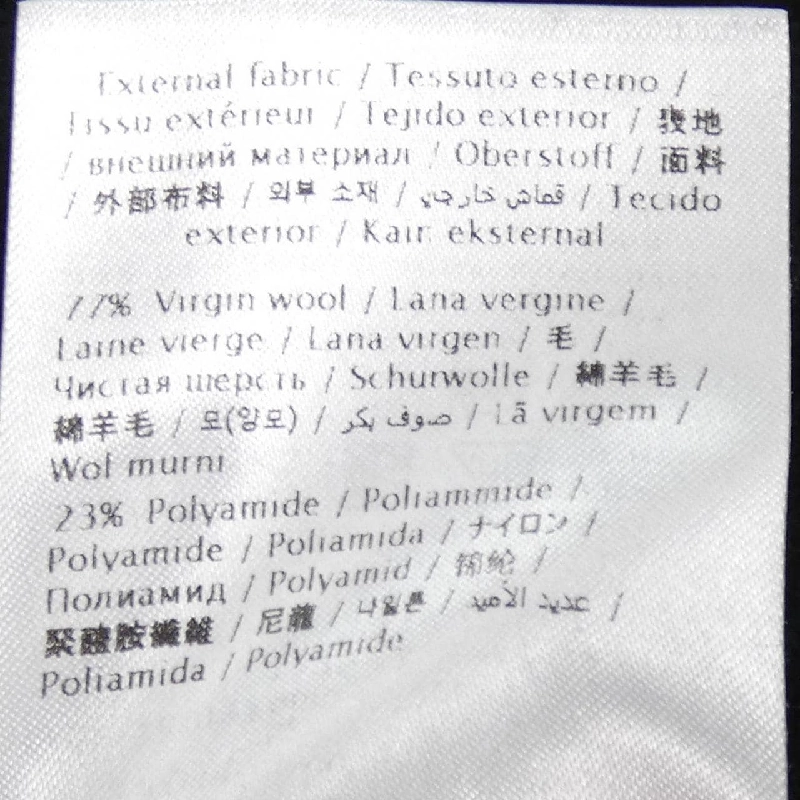 External fabric / Tessuto esterno /
Tissu extérieur / Tejido exterior / 表地
/ внешний материал / Oberstoff / 面料
/ 外部布料 / 외부 소재 / قماش خارجي / Tecido
exterior / Kain eksternal
77% Virgin wool / Lana vergine /
Laine vierge / Lana virgen / 毛 /
Чистая шерсть / Schurwolle / 綿羊毛 /
綿羊毛 / 모(양모) / صوف بكر / Lã virgem /
Wol murni
23% Polyamide / Poliammide /
Polyamide / Poliamida / ナイロン /
Полиамид / Polyamid / 锦纶 /
聚醯胺纖維 / 尼龍 / 나일론 / عديد الأميد /
Poliamida / Polyamide